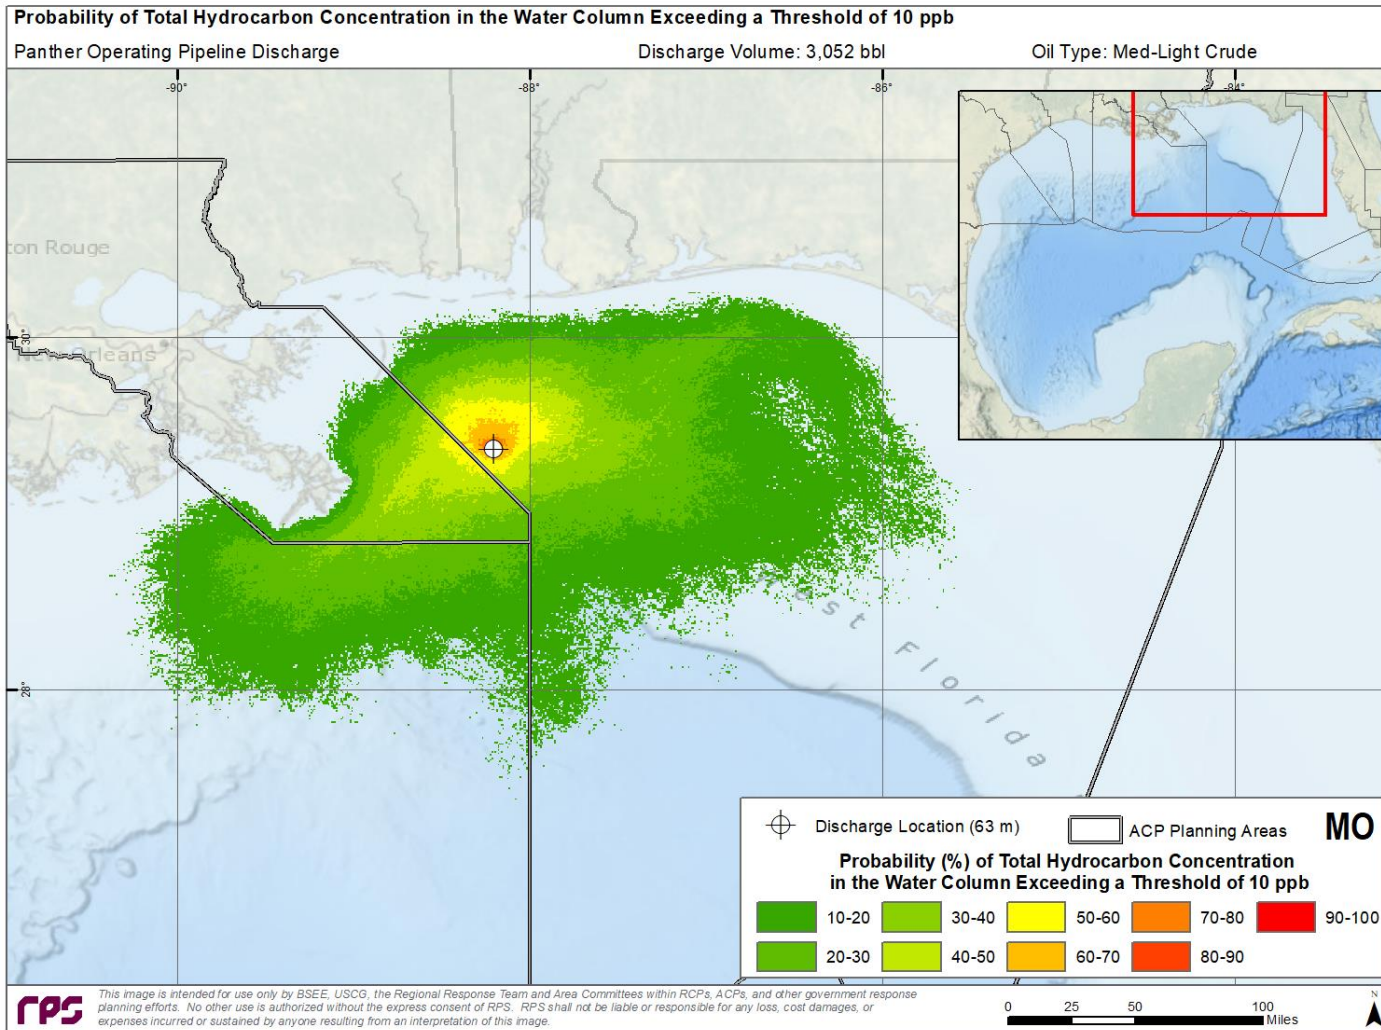 Probability of Total Hydrocarbon Concentration in the Water Column Exceeding a Threshold of 10 ppb
Panther Operating Pipeline Discharge Discharge Volume: 3,052 bbl Oil Type: Med-Light Crude
-90° -88° -86° -84°
ton Rouge
30°
New Orleans
West Florida
28°
Discharge Location (63 m) ACP Planning Areas MO
Probability (%) of Total Hydrocarbon Concentration
in the Water Column Exceeding a Threshold of 10 ppb
10-20 30-40 50-60 70-80 90-100
20-30 40-50 60-70 80-90
rps
This image is intended for use only by BSEE, USCG, the Regional Response Team and Area Committees within RCPs, ACPs, and other government response
planning efforts. No other use is authorized without the express consent of RPS. RPS shall not be liable or responsible for any loss, cost damages, or
expenses incurred or sustained by anyone resulting from an interpretation of this image.
0 25 50 100
Miles
N